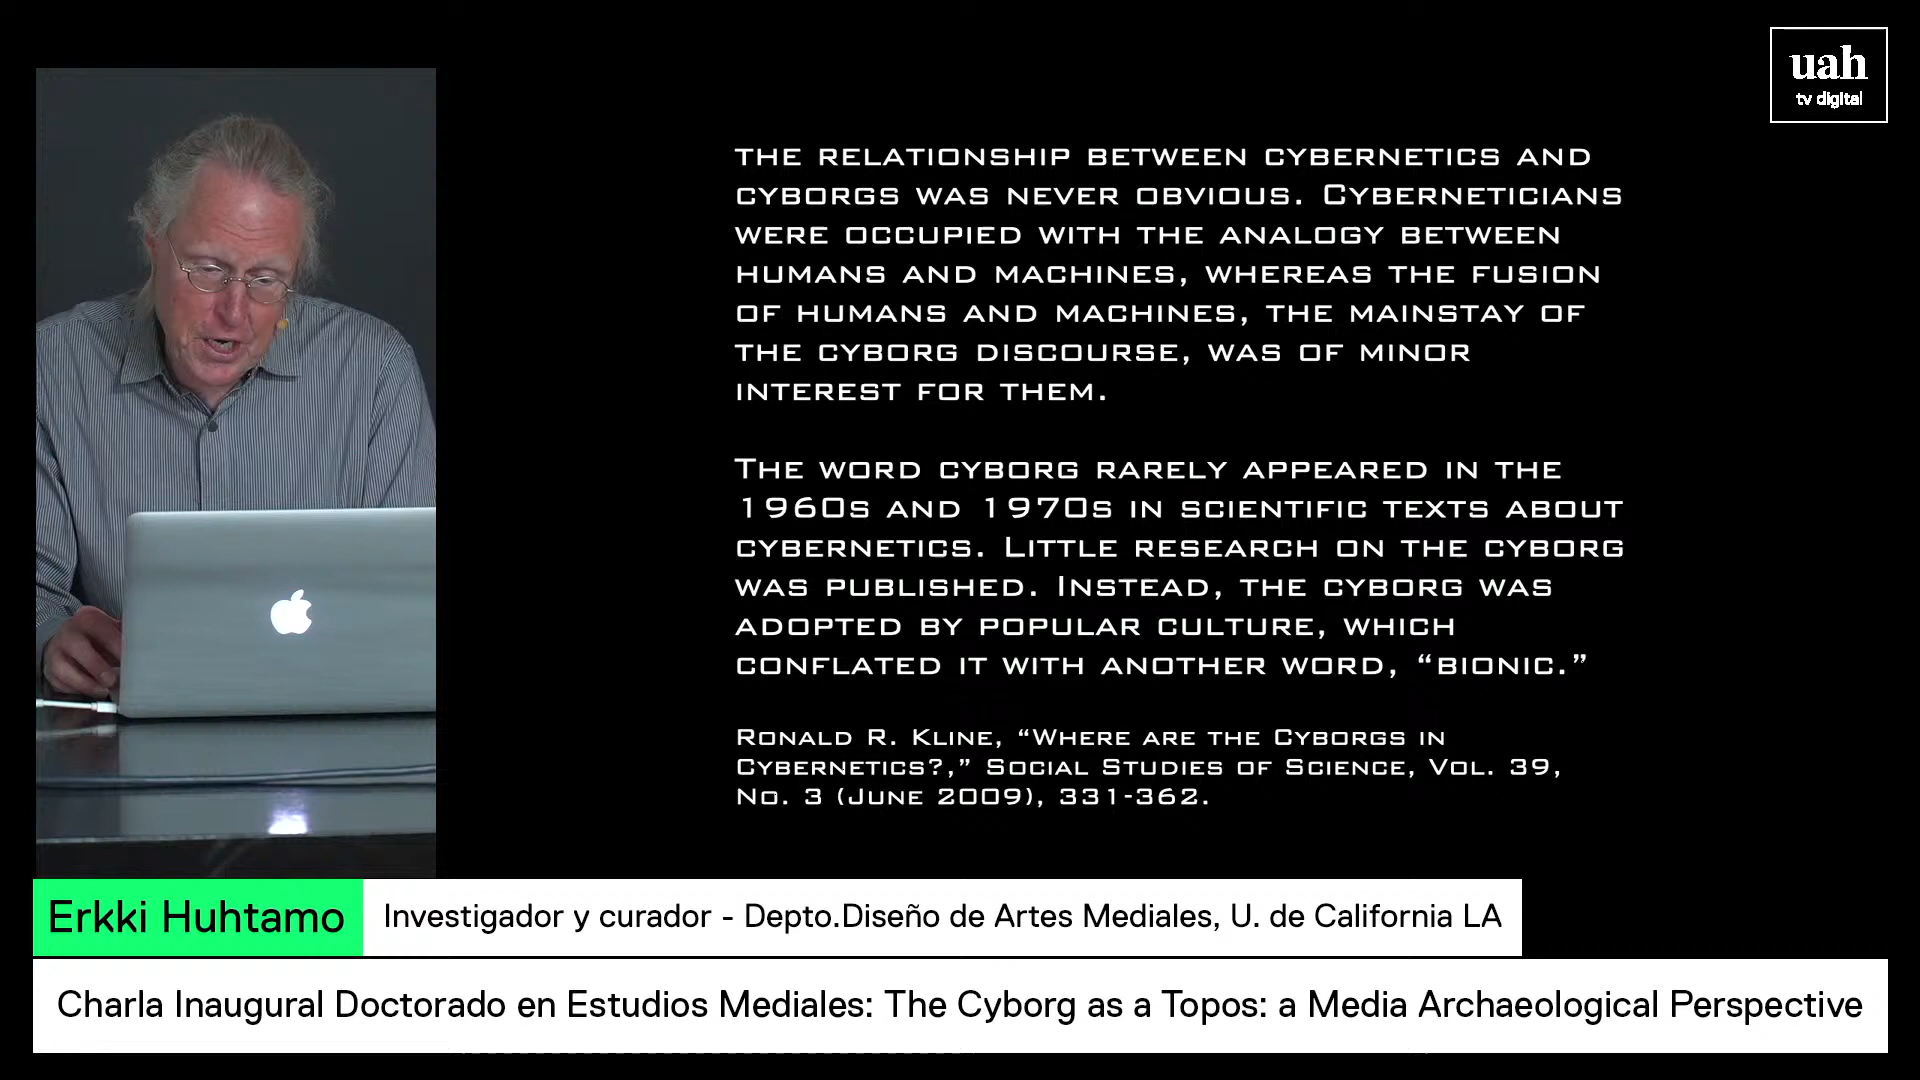 uah
tv digital
THE RELATIONSHIP BETWEEN CYBERNETICS AND
CYBORGS WAS NEVER OBVIOUS. CYBERNETICIANS
WERE OCCUPIED WITH THE ANALOGY BETWEEN
HUMANS AND MACHINES, WHEREAS THE FUSION
OF HUMANS AND MACHINES, THE MAINSTAY OF
THE CYBORG DISCOURSE, WAS OF MINOR
INTEREST FOR THEM.
THE WORD CYBORG RARELY APPEARED IN THE
1960S AND 1970S IN SCIENTIFIC TEXTS ABOUT
CYBERNETICS. LITTLE RESEARCH ON THE CYBORG
WAS PUBLISHED. INSTEAD, THE CYBORG WAS
ADOPTED BY POPULAR CULTURE, WHICH
CONFLATED IT WITH ANOTHER WORD, “BIONIC.”
RONALD R. KLINE, “WHERE ARE THE CYBORGS IN
CYBERNETICS?,” SOCIAL STUDIES OF SCIENCE, VOL. 39,
NO. 3 (JUNE 2009), 331-362.
Erkki Huhtamo
Investigador y curador - Depto.Diseño de Artes Mediales, U. de California LA
Charla Inaugural Doctorado en Estudios Mediales: The Cyborg as a Topos: a Media Archaeological Perspective